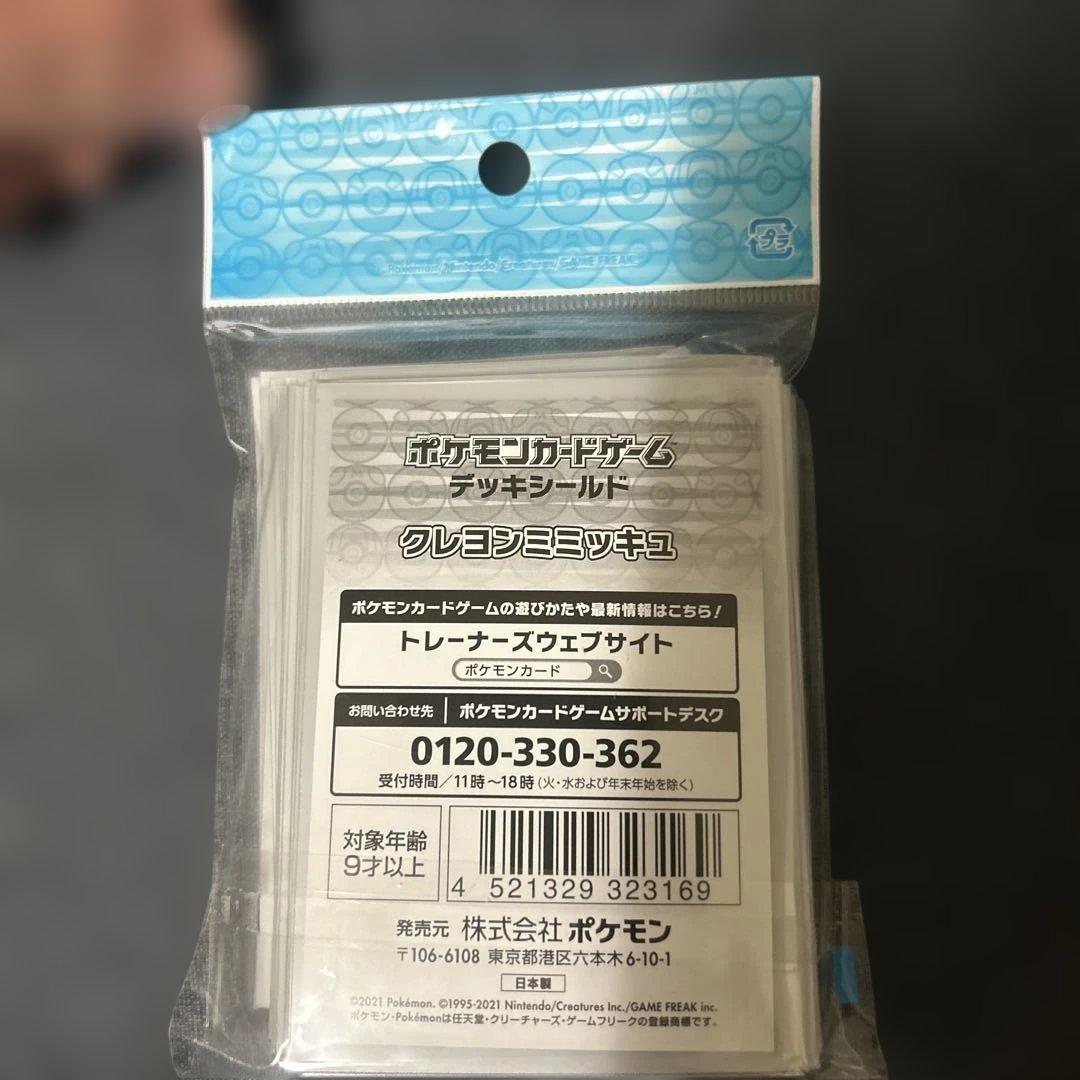 プラ
©Pokémon/Nintendo/Creatures/GAME FREAK
ポケモンカードゲーム™
デッキシールド
クレヨンミミッキュ
ポケモンカードゲームの遊びかたや最新情報はこちら！
トレーナーズウェブサイト
ポケモンカード
お問い合わせ先 ポケモンカードゲームサポートデスク
0120-330-362
受付時間／11時～18時（火・水および年末年始を除く）
対象年齢
9才以上
4 521329 323169
発売元 株式会社ポケモン
〒106-6108 東京都港区六本木6-10-1
日本製
©2021 Pokémon. ©1995-2021 Nintendo/Creatures Inc./GAME FREAK inc.
ポケモン・Pokémonは任天堂・クリーチャーズ・ゲームフリークの登録商標です。